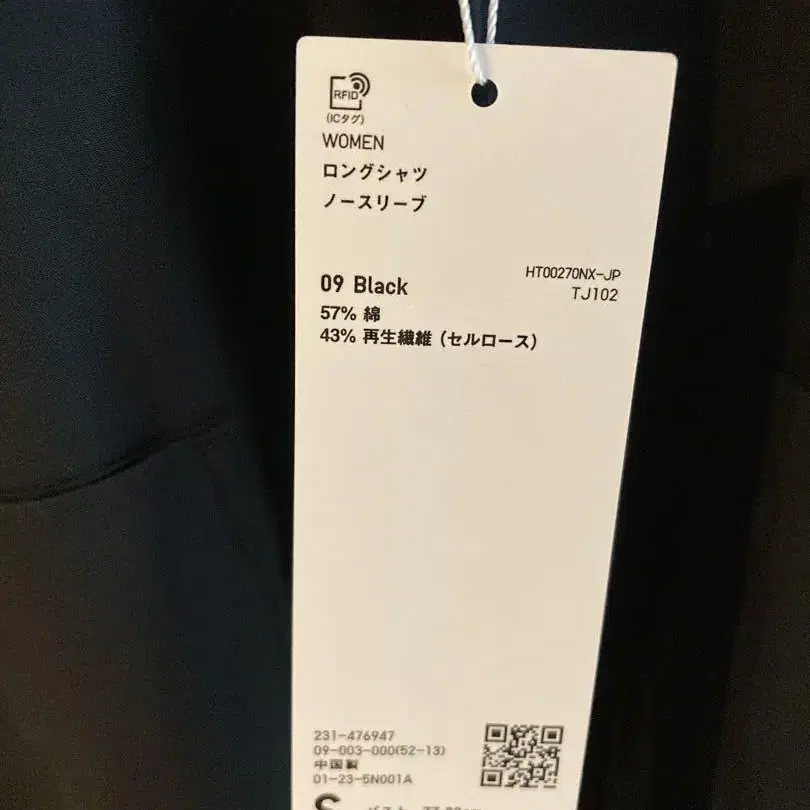 RFID
(ICタグ)
WOMEN
ロングシャツ
ノースリーブ
HT00270NX-JP
09 Black
TJ102
57% 綿
43% 再生繊維 (セルロース)
231-476947
09-003-000(52-13)
中国製
01-23-5N001A
S